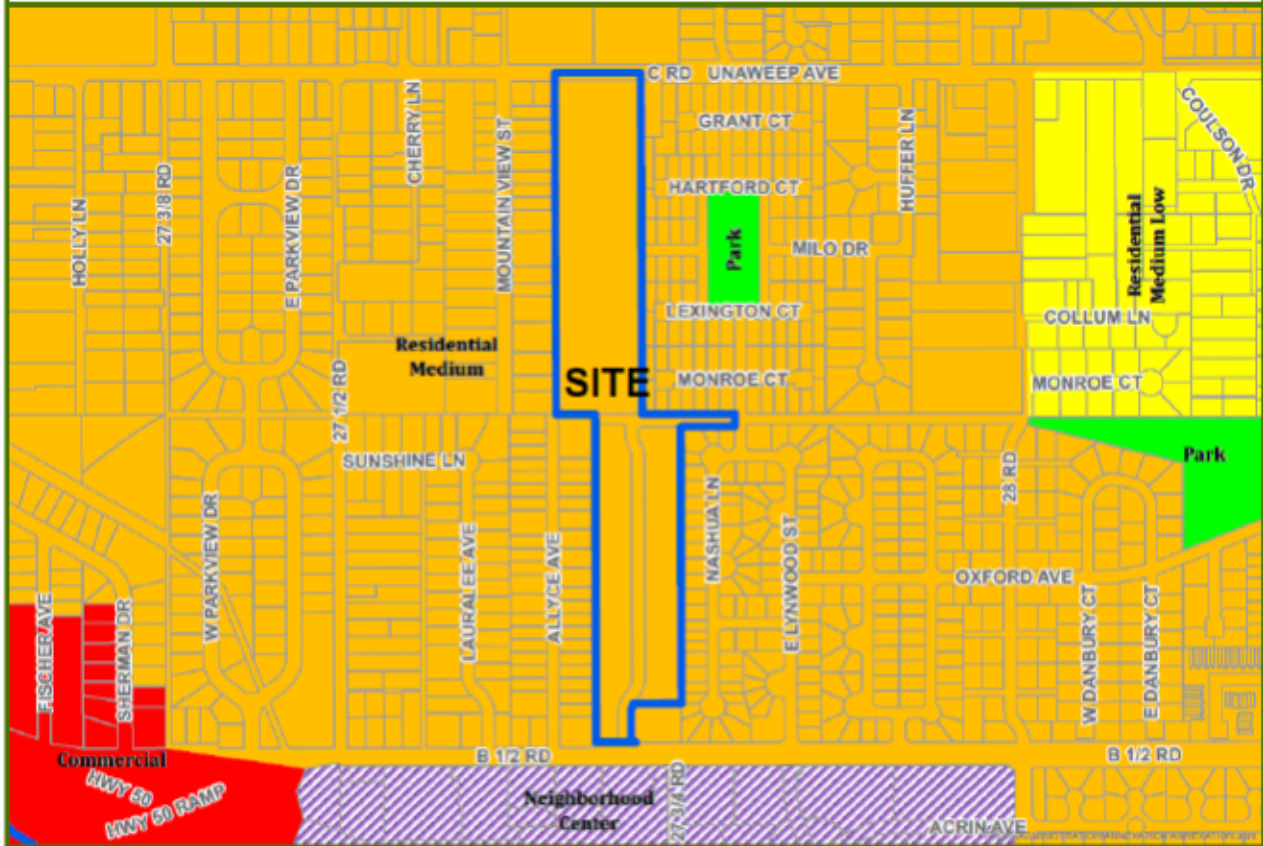 C RD UNAWEEP AVE
GRANT CT
HARTFORD CT
HUFFER LN
COULSON DR
CHERRY LN
MOUNTAIN VIEW ST
27 3/8 RD
HOLLY LN
E PARKVIEW DR
Park
MILO DR
Residential
Medium Low
LEXINGTON CT
COLLUM LN
Residential
Medium
SITE
MONROE CT
MONROE CT
27 1/2 RD
SUNSHINE LN
Park
28 RD
W PARKVIEW DR
LAURALEE AVE
ALLYCE AVE
NASHUA LN
E LYNWOOD ST
OXFORD AVE
W DANBURY CT
E DANBURY CT
FISCHER AVE
SHERMAN DR
Commercial
B 1/2 RD
B 1/2 RD
HWY 50
HWY 50 RAMP
Neighborhood
Center
27 3/4 RD
ACRIN AVE